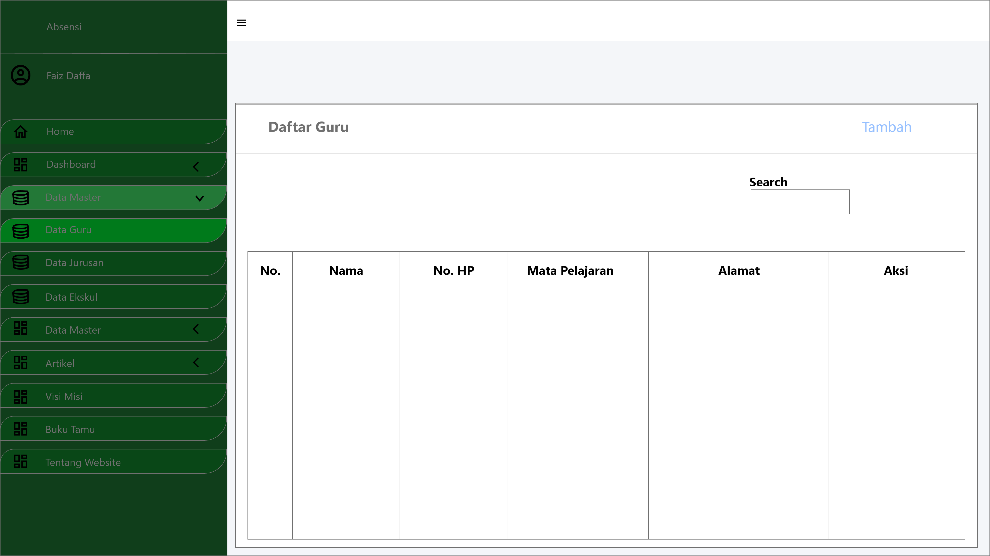 Absensi
Faiz Daffa
Home
Dashboard
Data Master
Data Guru
Data Jurusan
Data Ekskul
Data Master
Artikel
Visi Misi
Buku Tamu
Tentang Website
Daftar Guru
Tambah
Search
No. Nama No. HP Mata Pelajaran Alamat Aksi